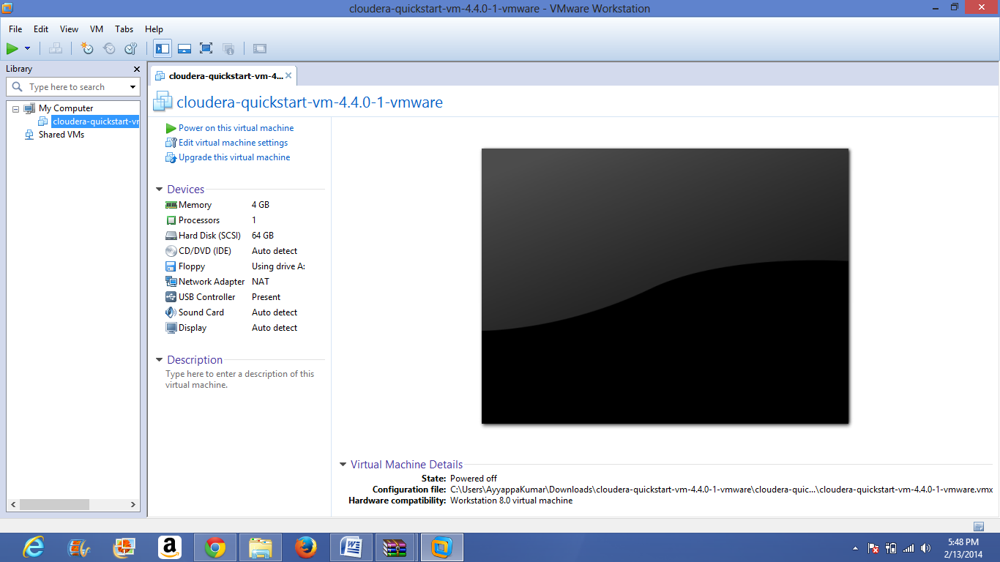 cloudera-quickstart-vm-4.4.0-1-vmware - VMware Workstation
File Edit View VM Tabs Help
Library
Type here to search
My Computer
cloudera-quickstart-vr
Shared VMs
cloudera-quickstart-vm-4...
cloudera-quickstart-vm-4.4.0-1-vmware
Power on this virtual machine
Edit virtual machine settings
Upgrade this virtual machine
Devices
Memory 4 GB
Processors 1
Hard Disk (SCSI) 64 GB
CD/DVD (IDE) Auto detect
Floppy Using drive A:
Network Adapter NAT
USB Controller Present
Sound Card Auto detect
Display Auto detect
Description
Type here to enter a description of this
virtual machine.
Virtual Machine Details
State: Powered off
Configuration file: C:\Users\AyyappaKumar\Downloads\cloudera-quickstart-vm-4.4.0-1-vmware\cloudera-quic...\cloudera-quickstart-vm-4.4.0-1-vmware.vmx
Hardware compatibility: Workstation 8.0 virtual machine
5:48 PM
2/13/2014